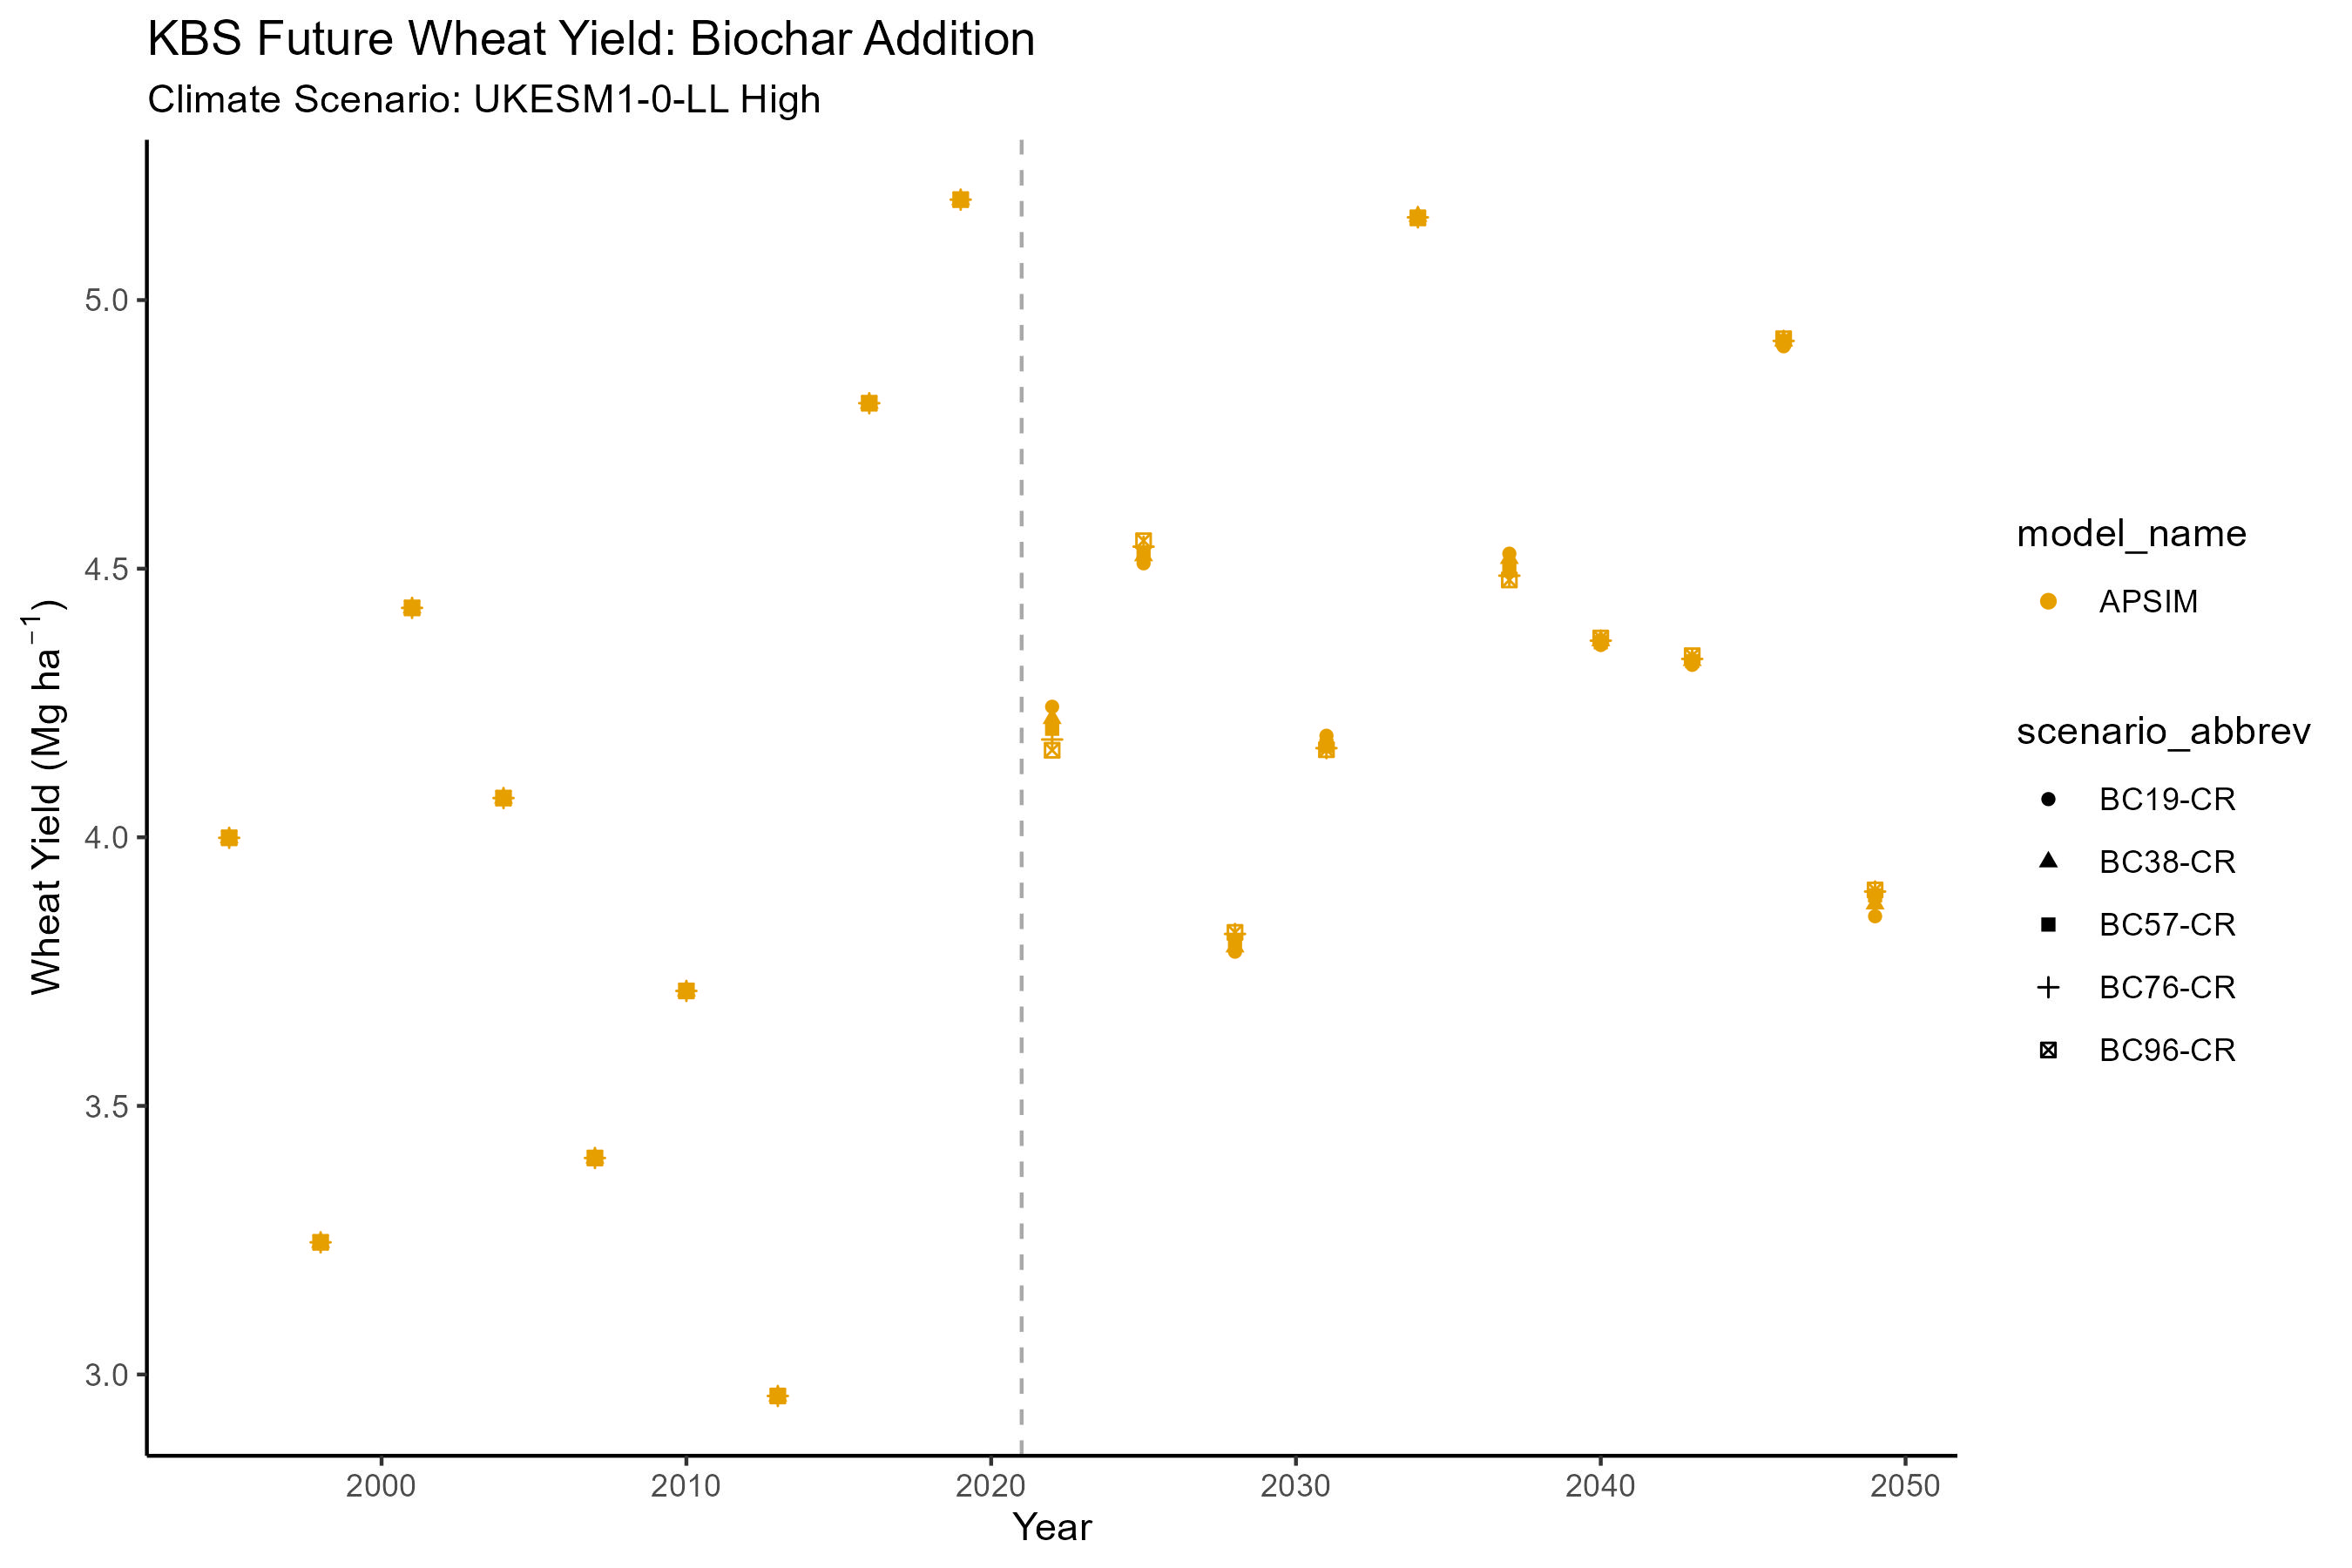 KBS Future Wheat Yield: Biochar Addition
Climate Scenario: UKESM1-0-LL High
Wheat Yield (Mg ha⁻¹)
5.0
4.5
4.0
3.5
3.0
2000 2010 2020 2030 2040 2050
Year
model_name
APSIM
scenario_abbrev
BC19-CR
BC38-CR
BC57-CR
BC76-CR
BC96-CR